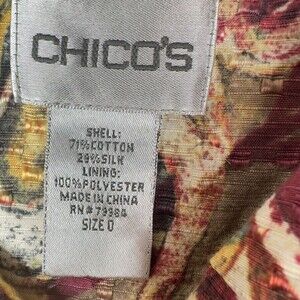 CHICO'S
SHELL:
71%COTTON
29%SILK
LINING:
100%POLYESTER
MADE IN CHINA
RN# 79984
SIZE 0